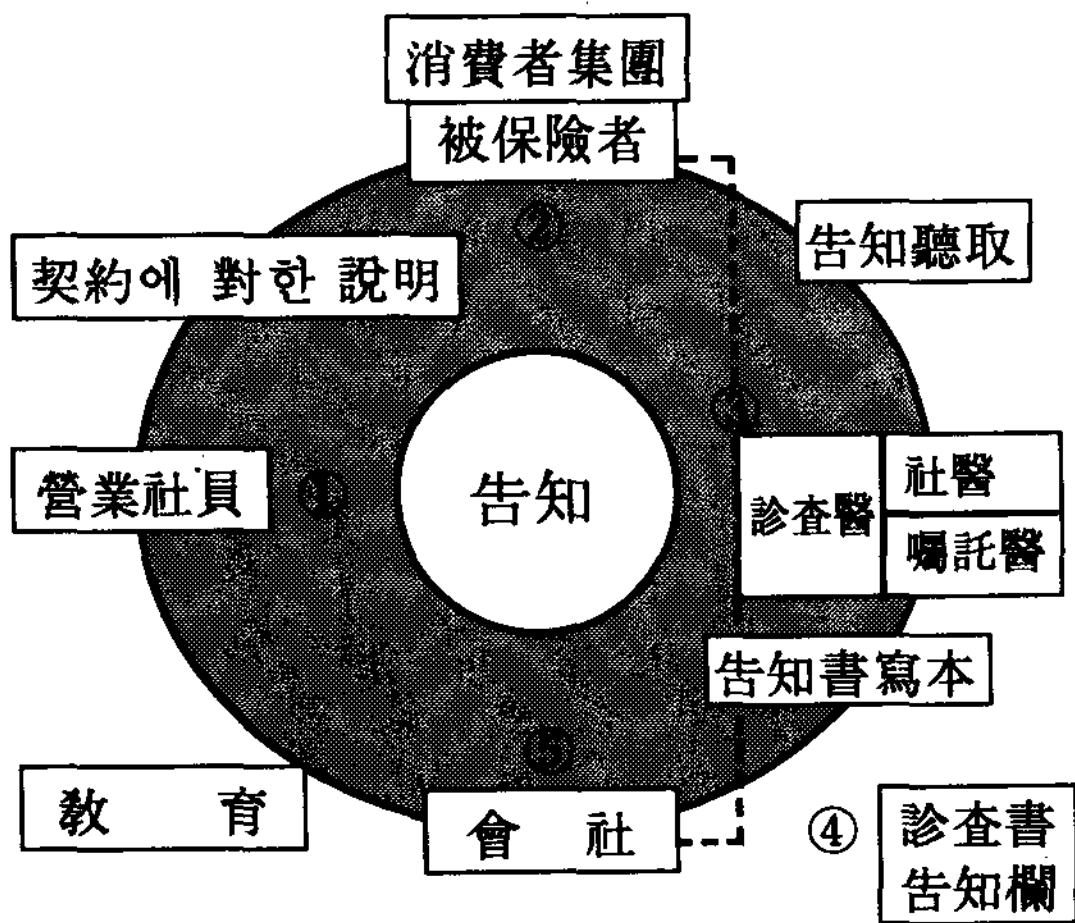 消費者集團
被保險者
②
告知聽取
契約에 對한 說明
③
營業社員
①
告知
診査醫
社醫
囑託醫
告知書寫本
⑤
敎 育
會 社
④
診査書
告知欄